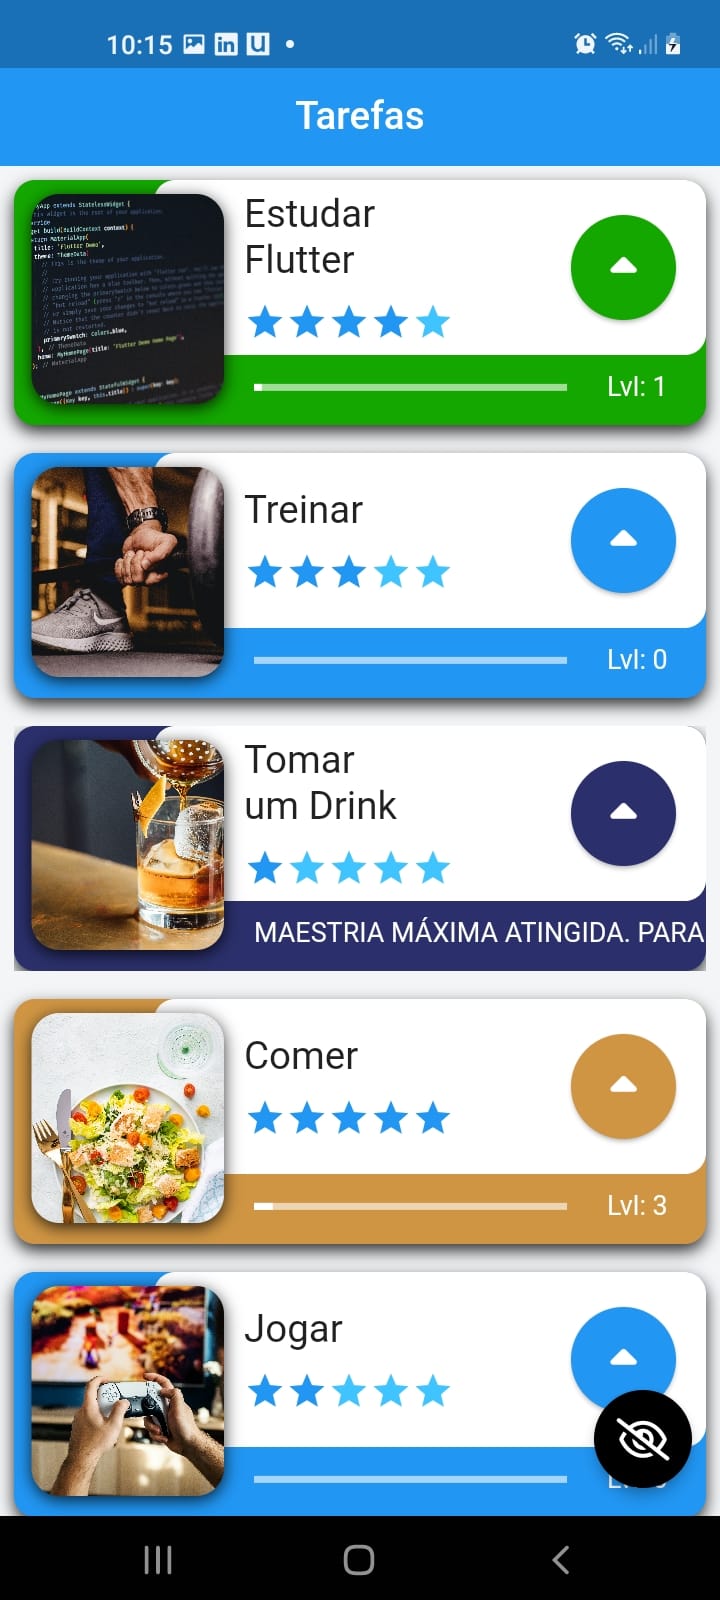 10:15
Tarefas
Estudar
Flutter
Lvl: 1
Treinar
Lvl: 0
Tomar
um Drink
MAESTRIA MÁXIMA ATINGIDA. PARA
Comer
Lvl: 3
Jogar